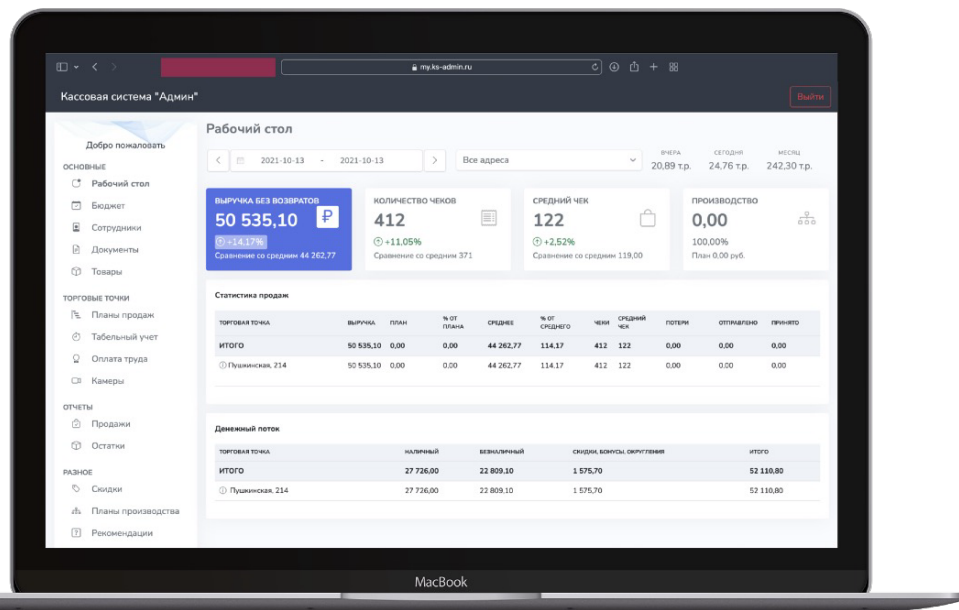 my.ks-admin.ru
Кассовая система "Админ"
Выйти
Добро пожаловать
ОСНОВНЫЕ
Рабочий стол
Бюджет
Сотрудники
Документы
Товары
ТОРГОВЫЕ ТОЧКИ
Планы продаж
Табельный учет
Оплата труда
Камеры
ОТЧЕТЫ
Продажи
Остатки
РАЗНОЕ
Скидки
Планы производства
Рекомендации
Рабочий стол
2021-10-13 - 2021-10-13
Все адреса
ВЧЕРА СЕГОДНЯ МЕСЯЦ
20,89 т.р. 24,76 т.р. 242,30 т.р.
ВЫРУЧКА БЕЗ ВОЗВРАТОВ
50 535,10 ₽
+14,17%
Сравнение со средним 44 262,77
КОЛИЧЕСТВО ЧЕКОВ
412
+11,05%
Сравнение со средним 371
СРЕДНИЙ ЧЕК
122
+2,52%
Сравнение со средним 119,00
ПРОИЗВОДСТВО
0,00
100,00%
План 0,00 руб.
Статистика продаж
ТОРГОВАЯ ТОЧКА ВЫРУЧКА ПЛАН % ОТ ПЛАНА СРЕДНЕЕ % ОТ СРЕДНЕГО ЧЕКИ СРЕДНИЙ ЧЕК ПОТЕРИ ОТПРАВЛЕНО ПРИНЯТО
ИТОГО 50 535,10 0,00 0,00 44 262,77 114,17 412 122 0,00 0,00 0,00
Пушкинская, 214 50 535,10 0,00 0,00 44 262,77 114,17 412 122 0,00 0,00 0,00
Денежный поток
ТОРГОВАЯ ТОЧКА НАЛИЧНЫЙ БЕЗНАЛИЧНЫЙ СКИДКИ, БОНУСЫ, ОКРУГЛЕНИЯ ИТОГО
ИТОГО 27 726,00 22 809,10 1 575,70 52 110,80
Пушкинская, 214 27 726,00 22 809,10 1 575,70 52 110,80
MacBook